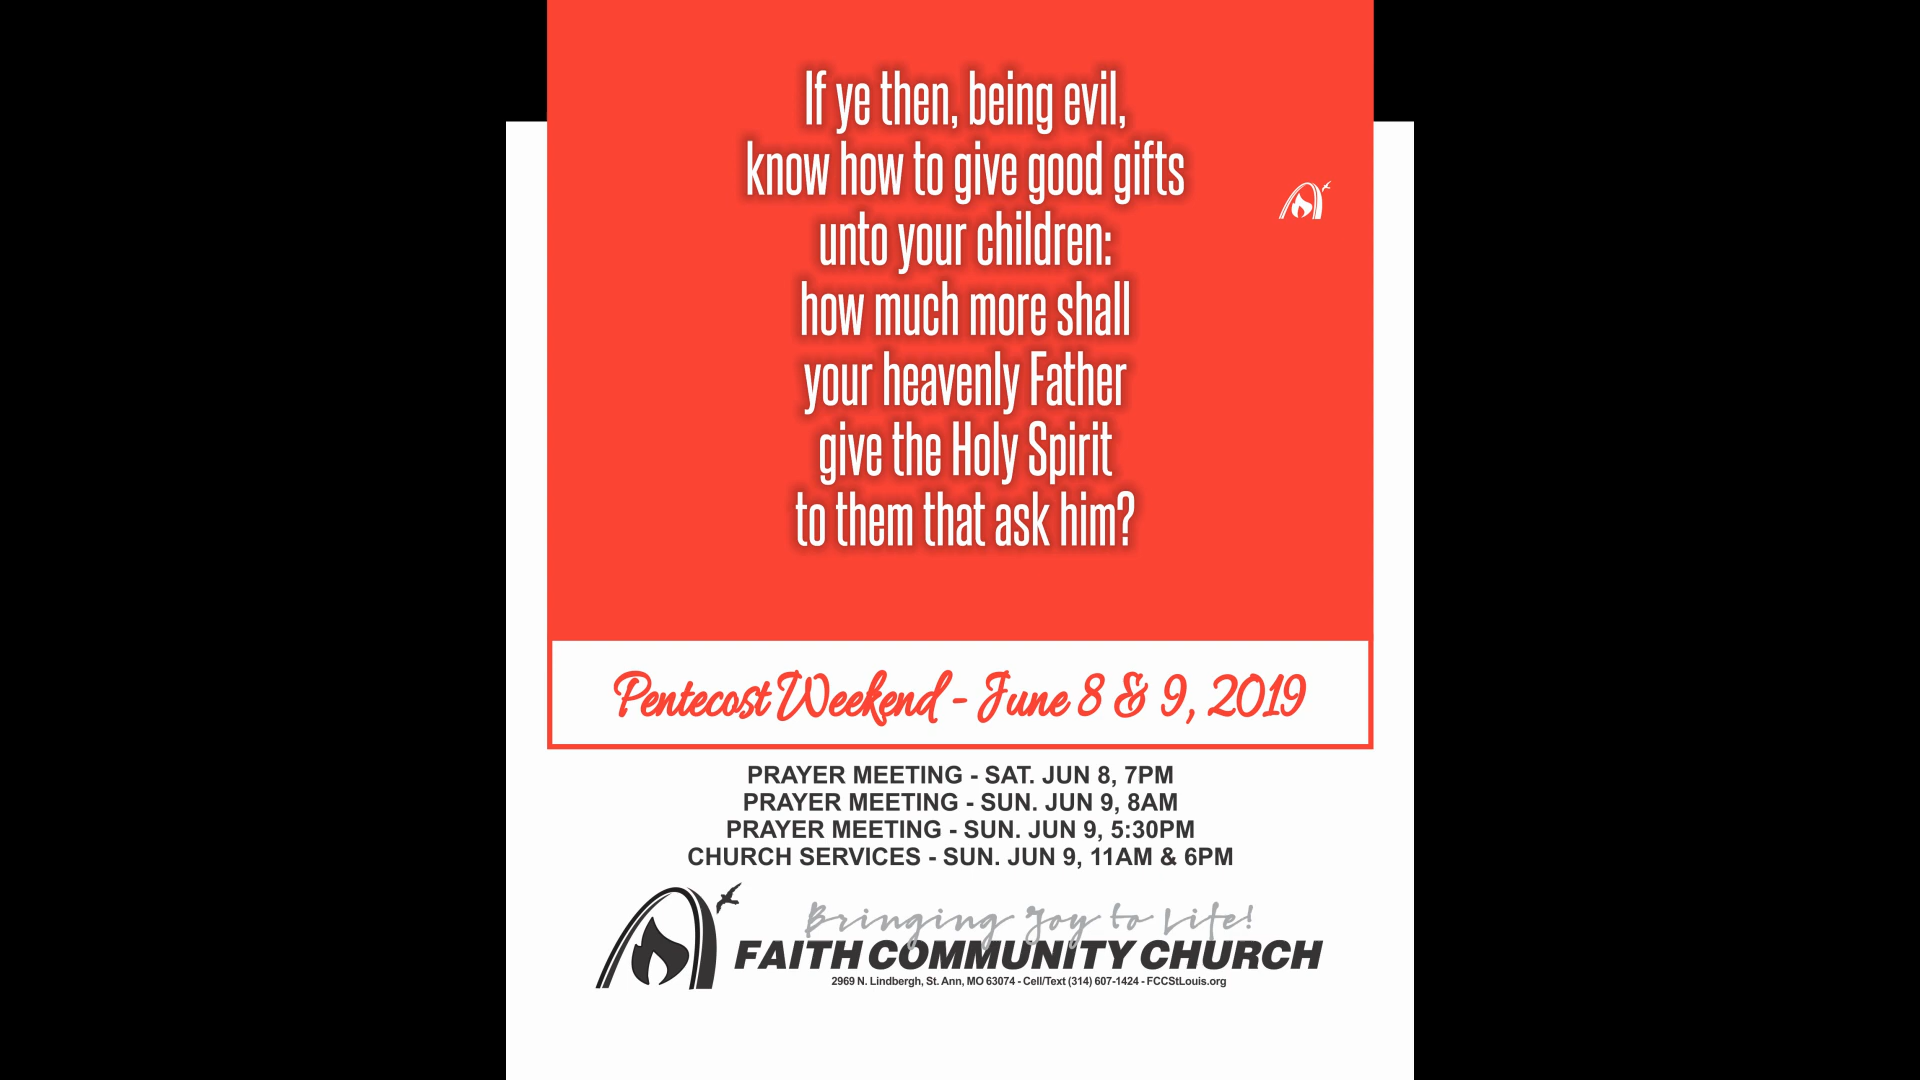 If ye then, being evil,
know how to give good gifts
unto your children:
how much more shall
your heavenly Father
give the Holy Spirit
to them that ask him?
Pentecost Weekend - June 8 & 9, 2019
PRAYER MEETING - SAT. JUN 8, 7PM
PRAYER MEETING - SUN. JUN 9, 8AM
PRAYER MEETING - SUN. JUN 9, 5:30PM
CHURCH SERVICES - SUN. JUN 9, 11AM & 6PM
Bringing Joy to Life!
FAITH COMMUNITY CHURCH
2969 N. Lindbergh, St. Ann, MO 63074 - Cell/Text (314) 607-1424 - FCCStLouis.org